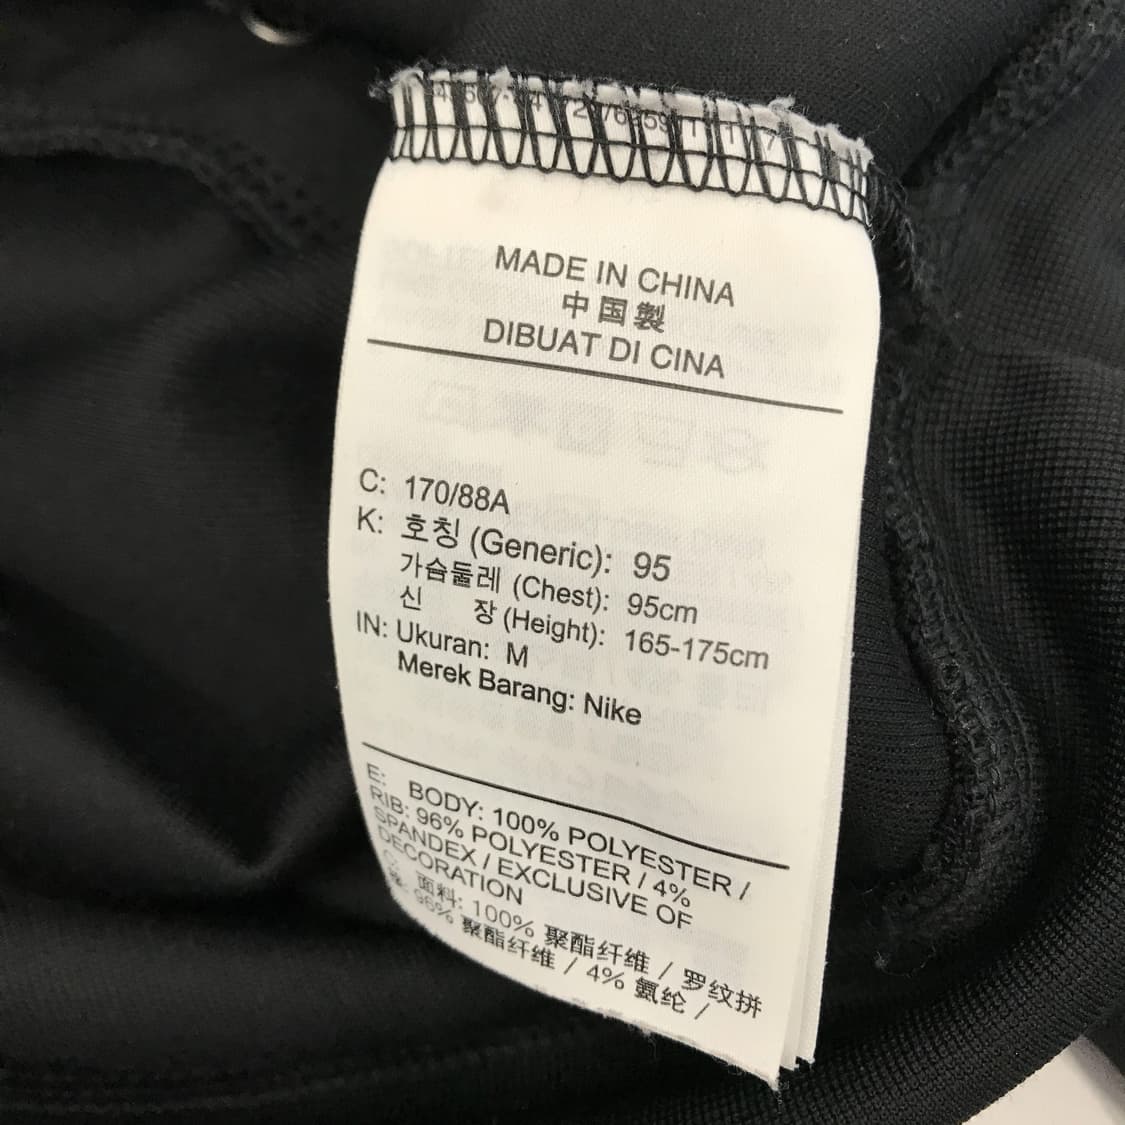 MADE IN CHINA
中国製
DIBUAT DI CINA
C: 170/88A
K: 호칭 (Generic): 95
가슴둘레 (Chest): 95cm
신 장 (Height): 165-175cm
IN: Ukuran: M
Merek Barang: Nike
E: BODY: 100% POLYESTER /
RIB: 96% POLYESTER / 4%
SPANDEX / EXCLUSIVE OF
DECORATION
面料: 100% 聚酯纤维 / 罗纹拼
96% 聚酯纤维 / 4% 氨纶 /